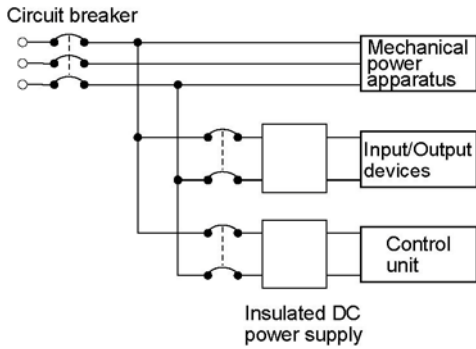 Circuit breaker
Mechanical
power
apparatus
Input/Output
devices
Control
unit
Insulated DC
power supply